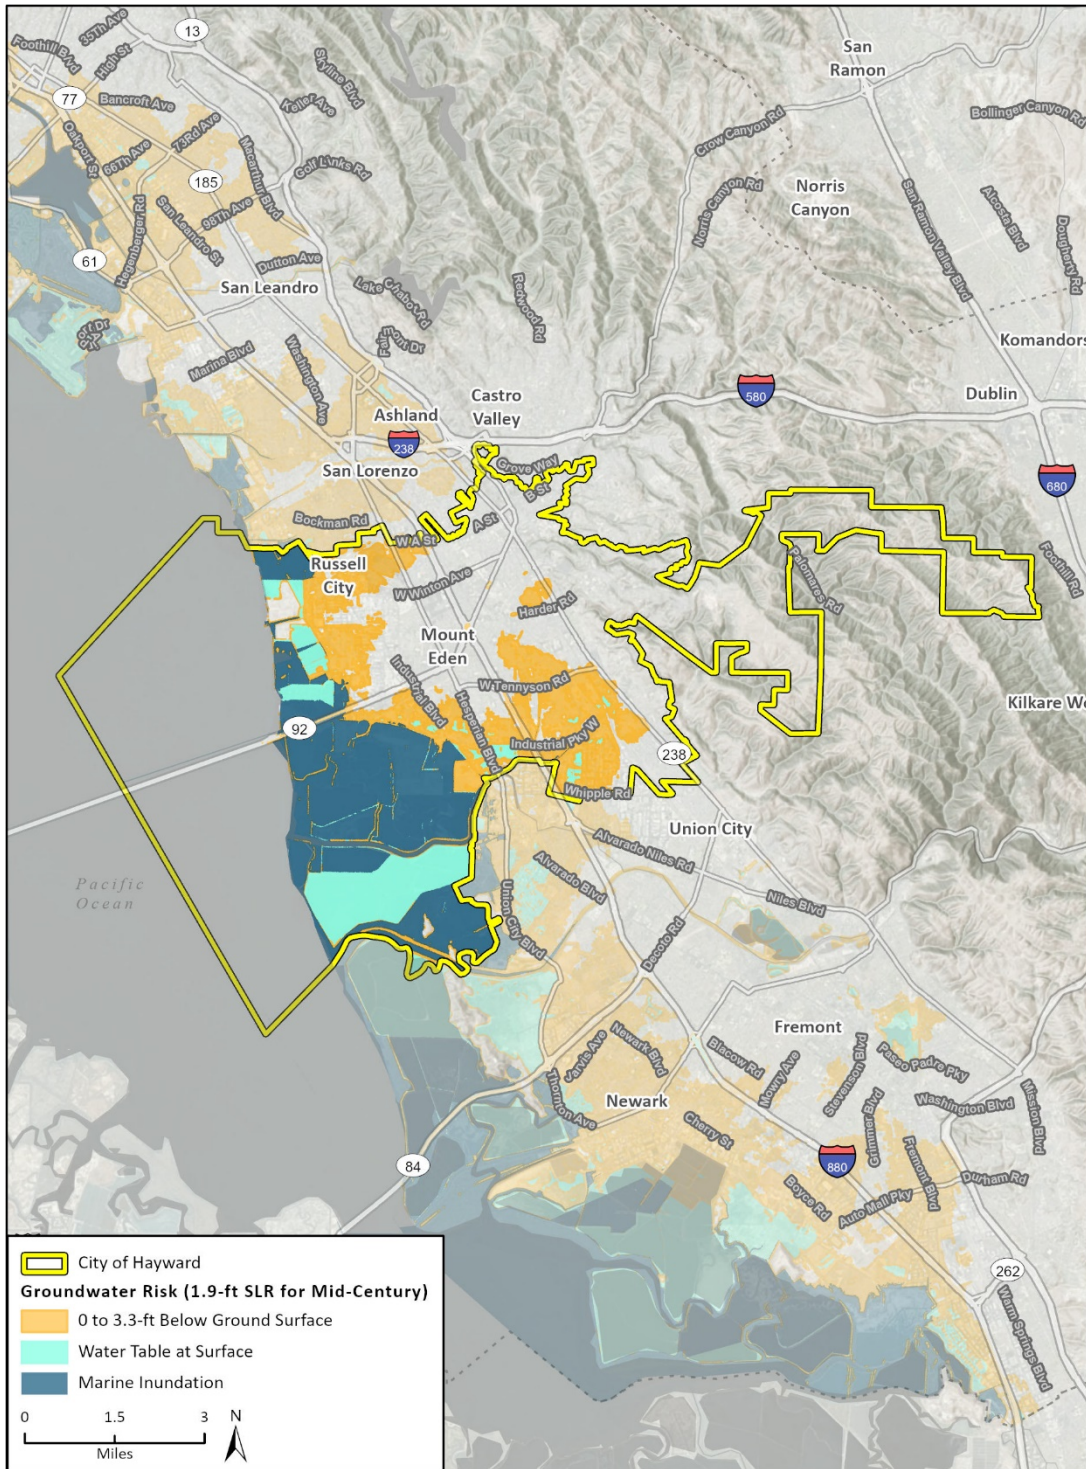 35Th Ave
13
Foothill Blvd
High St
Skyline Blvd
San
Ramon
77
Bancroft Ave
Keller Ave
Bollinger Canyon Rd
Crow Canyon Rd
Oakport St
66Th Ave
73Rd Ave
Macarthur Blvd
Golf Links Rd
185
Norris Canyon Rd
Norris
Canyon
San Ramon Valley Blvd
Alcosta Blvd
Dougherty Rd
Hegenberger Rd
San Leandro St
98Th Ave
61
Dutton Ave
San Leandro
Lake Chabot Rd
Redwood Rd
Fairmont Dr
Komandors
Marina Blvd
Washington Ave
580
Dublin
Castro
Valley
Ashland
238
San Lorenzo
Grove Way
B St
680
Bockman Rd
A St
W A St
Russell
City
W Winton Ave
Palomares Rd
Foothill Rd
Harder Rd
Mount
Eden
W Tennyson Rd
Industrial Blvd
Hesperian Blvd
Kilkare Wo
92
Industrial Pky W
238
Whipple Rd
Union City
Alvarado Niles Rd
Pacific
Ocean
Alvarado Blvd
Niles Blvd
Union City Blvd
Decoto Rd
Fremont
Jarvis Ave
Newark Blvd
Blacow Rd
Mowry Ave
Stevenson Blvd
Paseo Padre Pky
Thornton Ave
Newark
Washington Blvd
Mission Blvd
Cherry St
Grimmer Blvd
Fremont Blvd
84
880
Durham Rd
Boyce Rd
Auto Mall Pky
262
Warm Springs Blvd
City of Hayward
Groundwater Risk (1.9-ft SLR for Mid-Century)
0 to 3.3-ft Below Ground Surface
Water Table at Surface
Marine Inundation
0 1.5 3
Miles
N